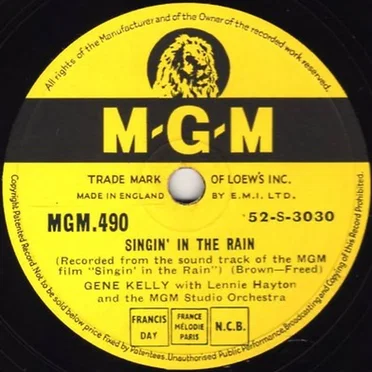 All rights of the Manufacturer and of the Owner of the recorded work reserved.
M-G-M
TRADE MARK OF LOEW'S INC.
MADE IN ENGLAND BY E.M.I. LTD.
MGM.490 52-S-3030
SINGIN' IN THE RAIN
(Recorded from the sound track of the MGM
film "Singin' in the Rain") (Brown-Freed)
GENE KELLY with Lennie Hayton
and the MGM Studio Orchestra
FRANCIS
DAY
FRANCE
MÉLODIE
PARIS
N.C.B.
Copyright Patented Record Not to be sold below price fixed by Patentees. Unauthorised Public Performance, Broadcasting and Copying of this Record Prohibited.